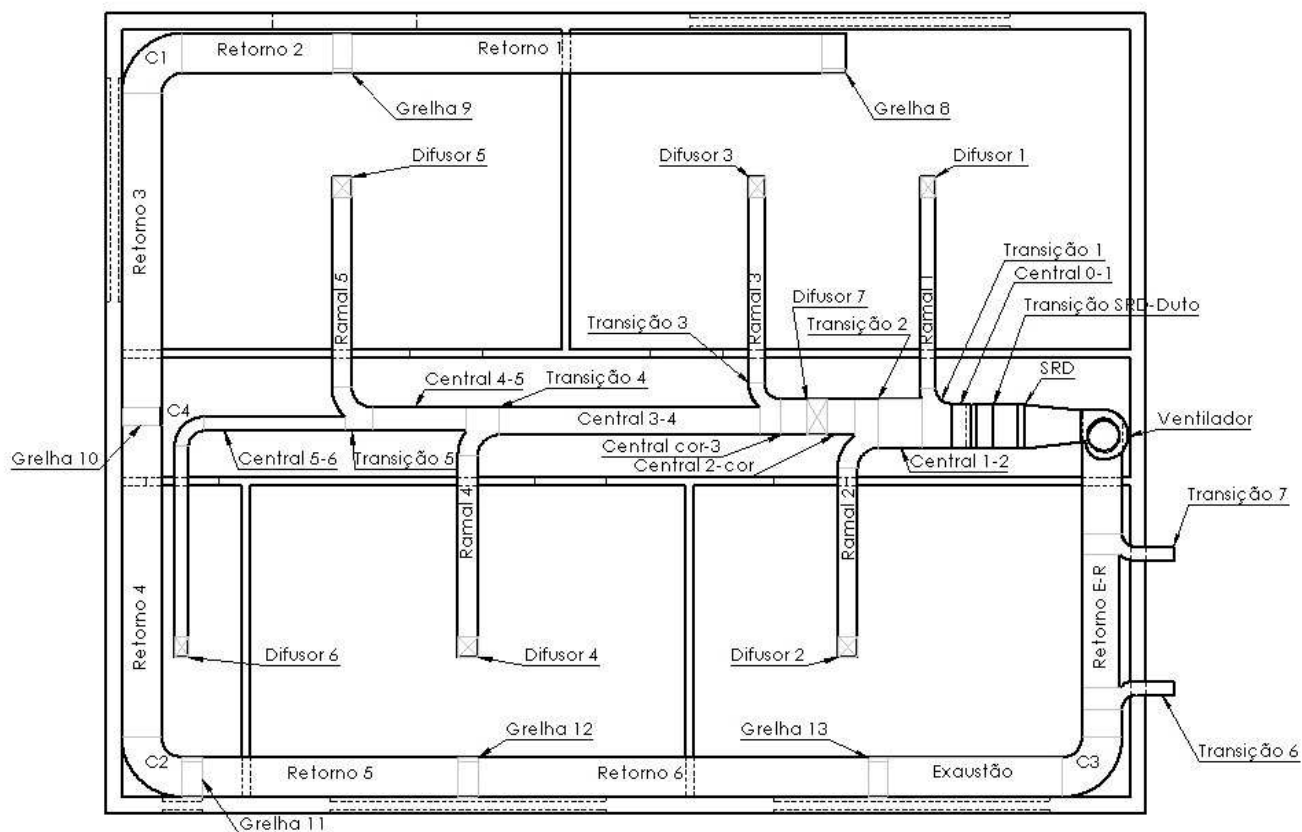 C1
Retorno 2
Retorno 1
Grelha 9
Grelha 8
Difusor 5
Difusor 3
Difusor 1
Retorno 3
Ramal 5
Ramal 3
Ramal 1
Transição 1
Central 0-1
Transição SRD-Duto
Difusor 7
Transição 2
Transição 3
SRD
Central 4-5
Transição 4
C4
Central 3-4
Ventilador
Grelha 10
Central 5-6
Transição 5
Central cor-3
Central 2-cor
Central 1-2
Ramal 4
Ramal 2
Transição 7
Retorno 4
Retorno E-R
Difusor 6
Difusor 4
Difusor 2
Grelha 12
Grelha 13
Transição 6
C2
Retorno 5
Retorno 6
Exaustão
C3
Grelha 11